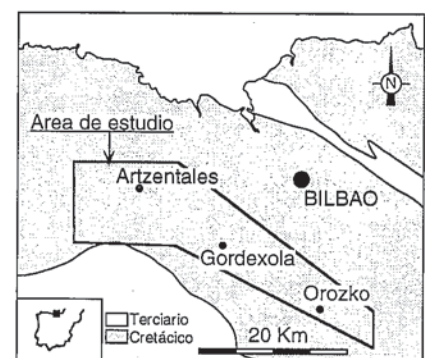 N
Area de estudio
Artzentales
BILBAO
Gordexola
Orozko
Terciario
Cretácico
20 Km